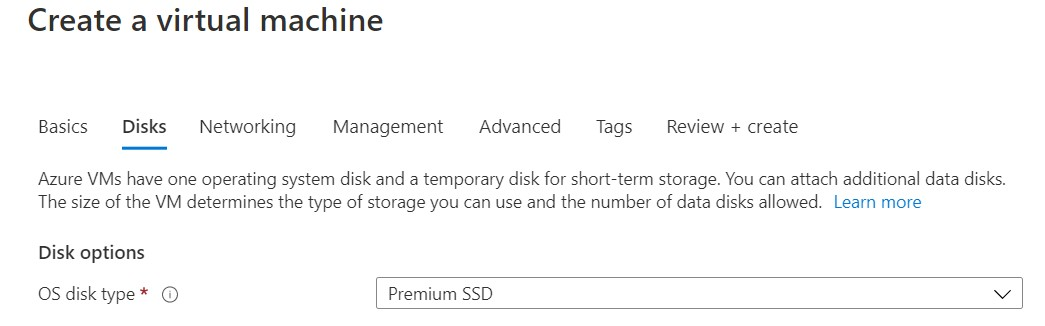 Create a virtual machine
Basics Disks Networking Management Advanced Tags Review + create
Azure VMs have one operating system disk and a temporary disk for short-term storage. You can attach additional data disks.
The size of the VM determines the type of storage you can use and the number of data disks allowed. Learn more
Disk options
OS disk type * Premium SSD